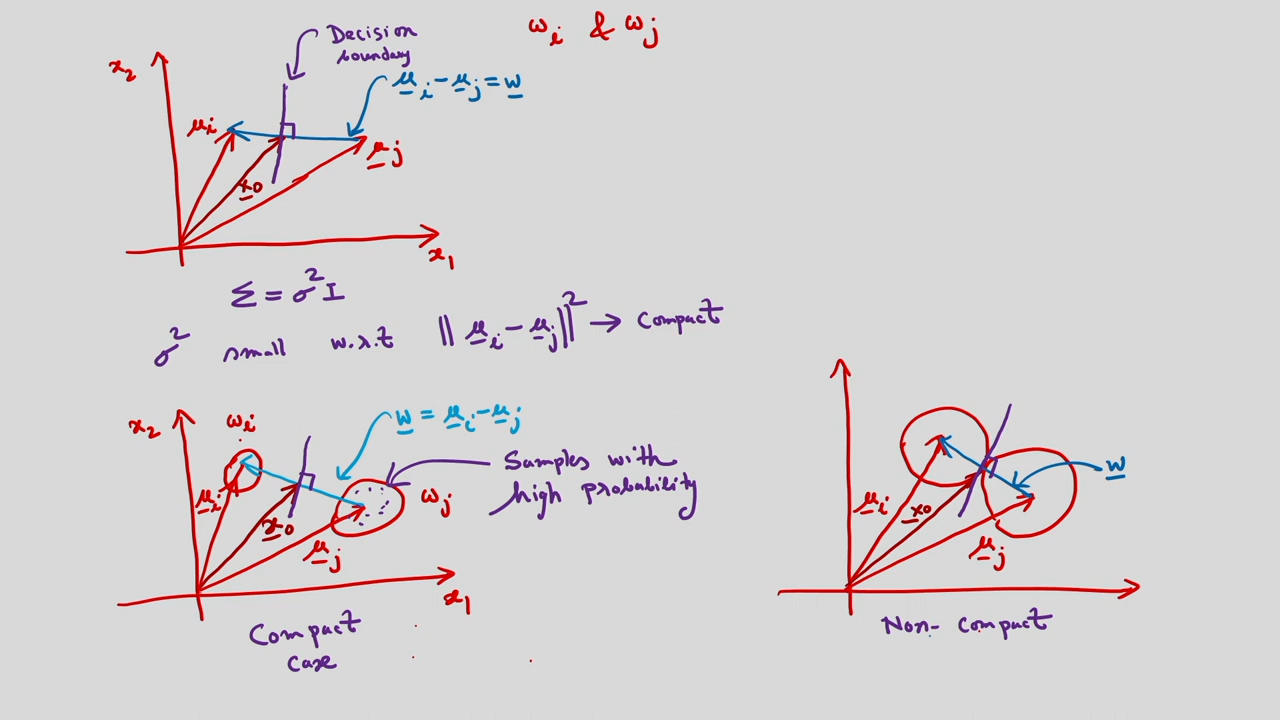 ω_i & ω_j
Decision
boundary
μ_i - μ_j = w
x_2
μ_i
μ_j
x_0
x_1
Σ = σ² I
σ² small w.r.t ‖μ_i - μ_j‖² → Compact
x_2
ω_i
w = μ_i - μ_j
Samples with
high probability
μ_i
x_0
ω_j
μ_j
x_1
Compact
case
μ_i
x_0
w
μ_j
Non-Compact